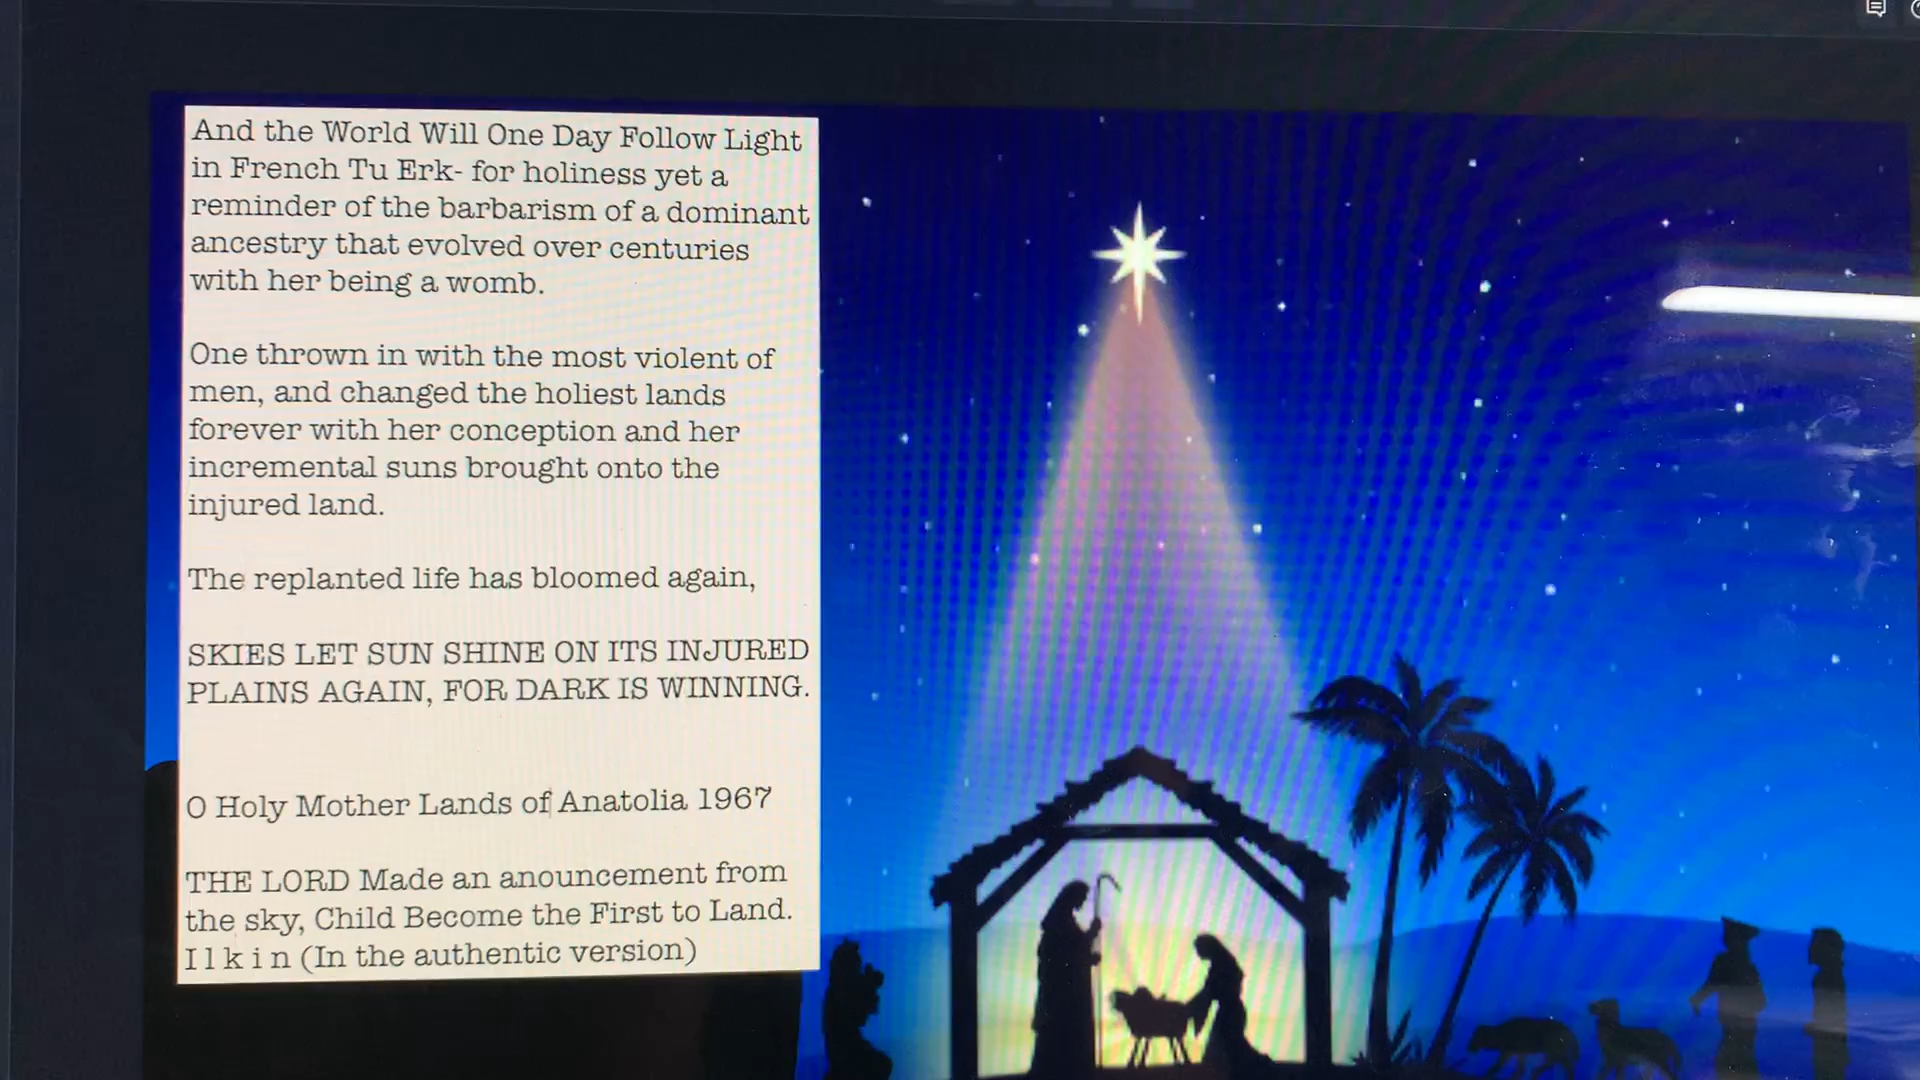 And the World Will One Day Follow Light
in French Tu Erk- for holiness yet a
reminder of the barbarism of a dominant
ancestry that evolved over centuries
with her being a womb.
One thrown in with the most violent of
men, and changed the holiest lands
forever with her conception and her
incremental suns brought onto the
injured land.
The replanted life has bloomed again,
SKIES LET SUN SHINE ON ITS INJURED
PLAINS AGAIN, FOR DARK IS WINNING.
O Holy Mother Lands of Anatolia 1967
THE LORD Made an anouncement from
the sky, Child Become the First to Land.
I l k i n (In the authentic version)